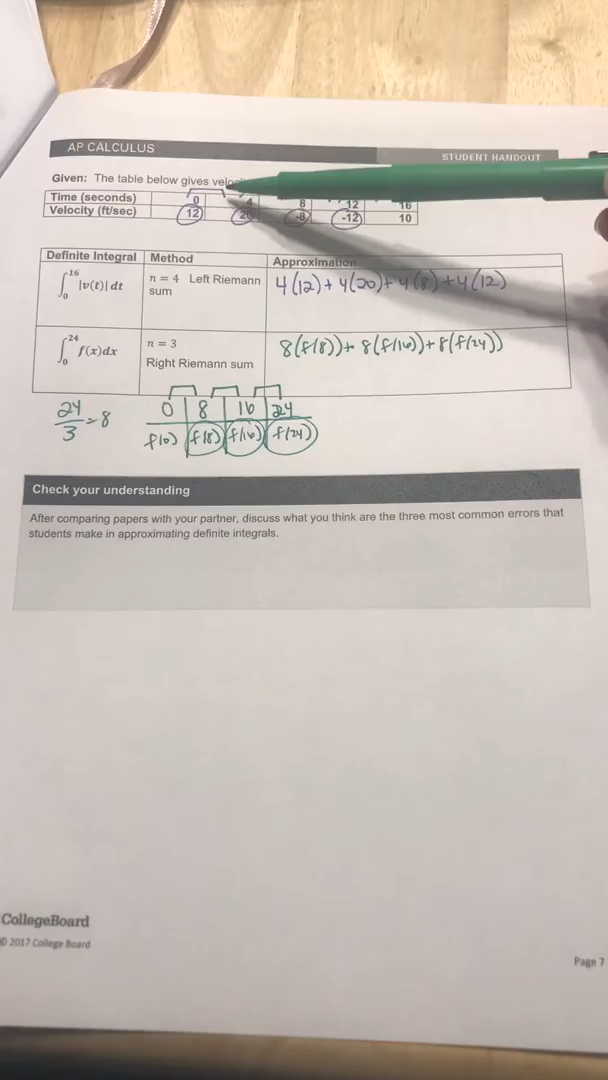 AP CALCULUS
STUDENT HANDOUT
Given: The table below gives
Time (seconds) 0 4 8 12 16
Velocity (ft/sec) 12 20 -8 -12 10
Definite Integral Method Approximation
∫₀¹⁶ |v(t)| dt n = 4 Left Riemann sum 4(12)+4(20)+4(8)+4(12)
∫₀²⁴ f(x)dx n = 3 Right Riemann sum 8(f(8))+8(f(16))+8(f(24))
24/3=8
0 8 16 24
f(0) f(8) f(16) f(24)
Check your understanding
After comparing papers with your partner, discuss what you think are the three most common errors that
students make in approximating definite integrals.
CollegeBoard
© 2017 College Board
Page 7